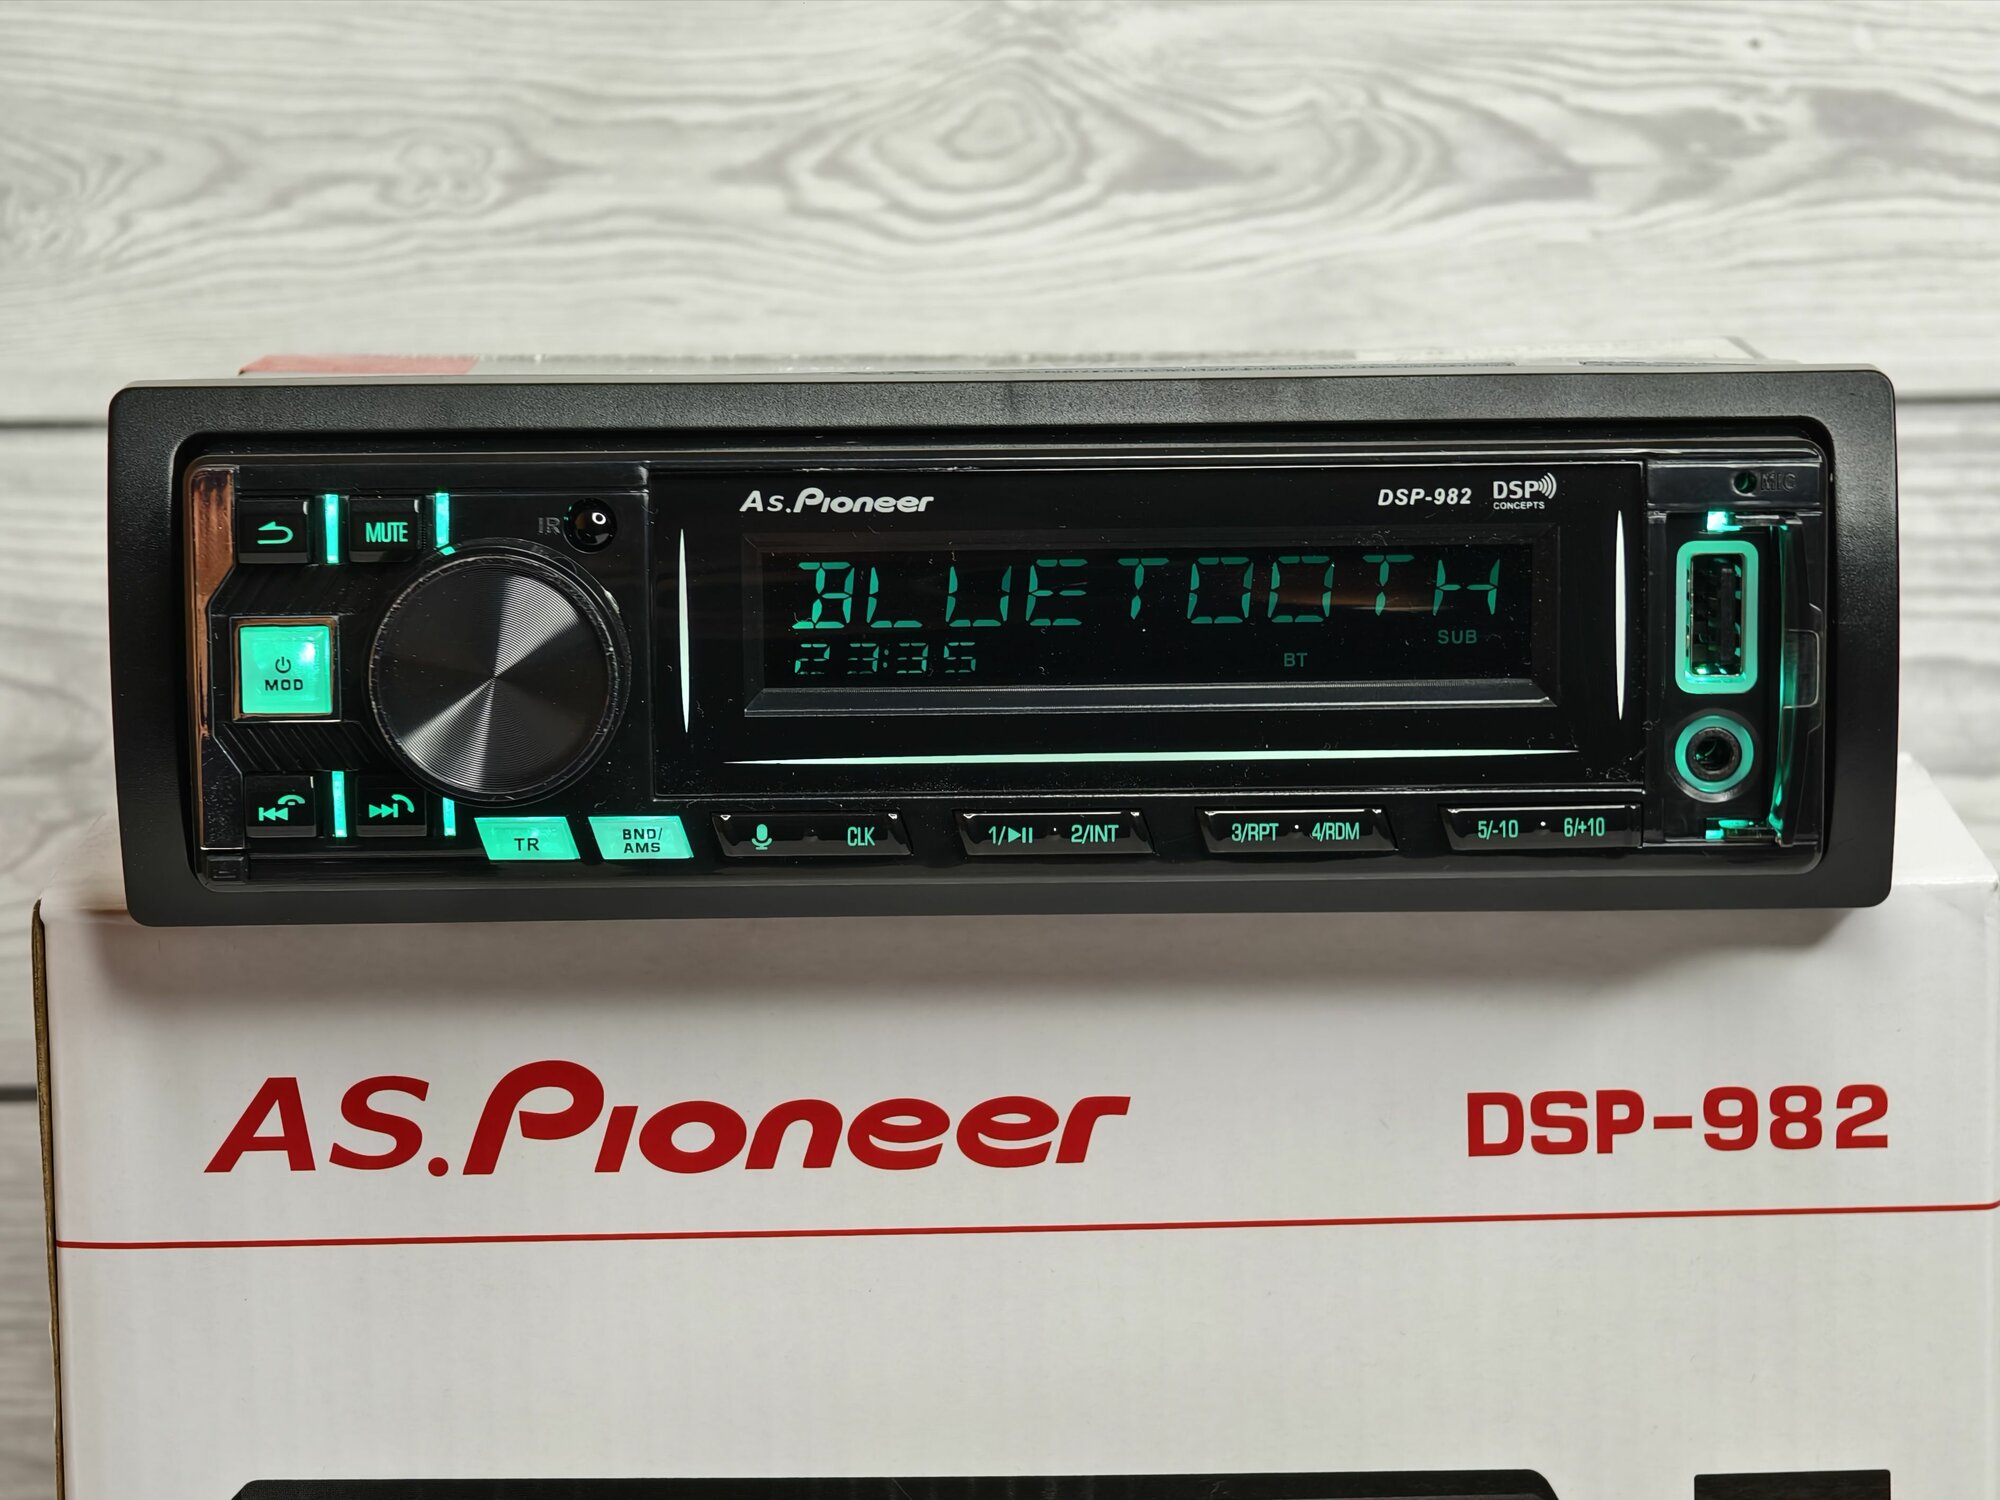 MUTE
IR
As.Pioneer
DSP-982
DSP
CONCEPTS
MIC
BLUETOOTH
SUB
23:35
BT
MOD
TR
BND/
AMS
CLK
1/
2/INT
3/RPT · 4/RDM
5/-10 · 6/+10
AS.Pioneer
DSP-982